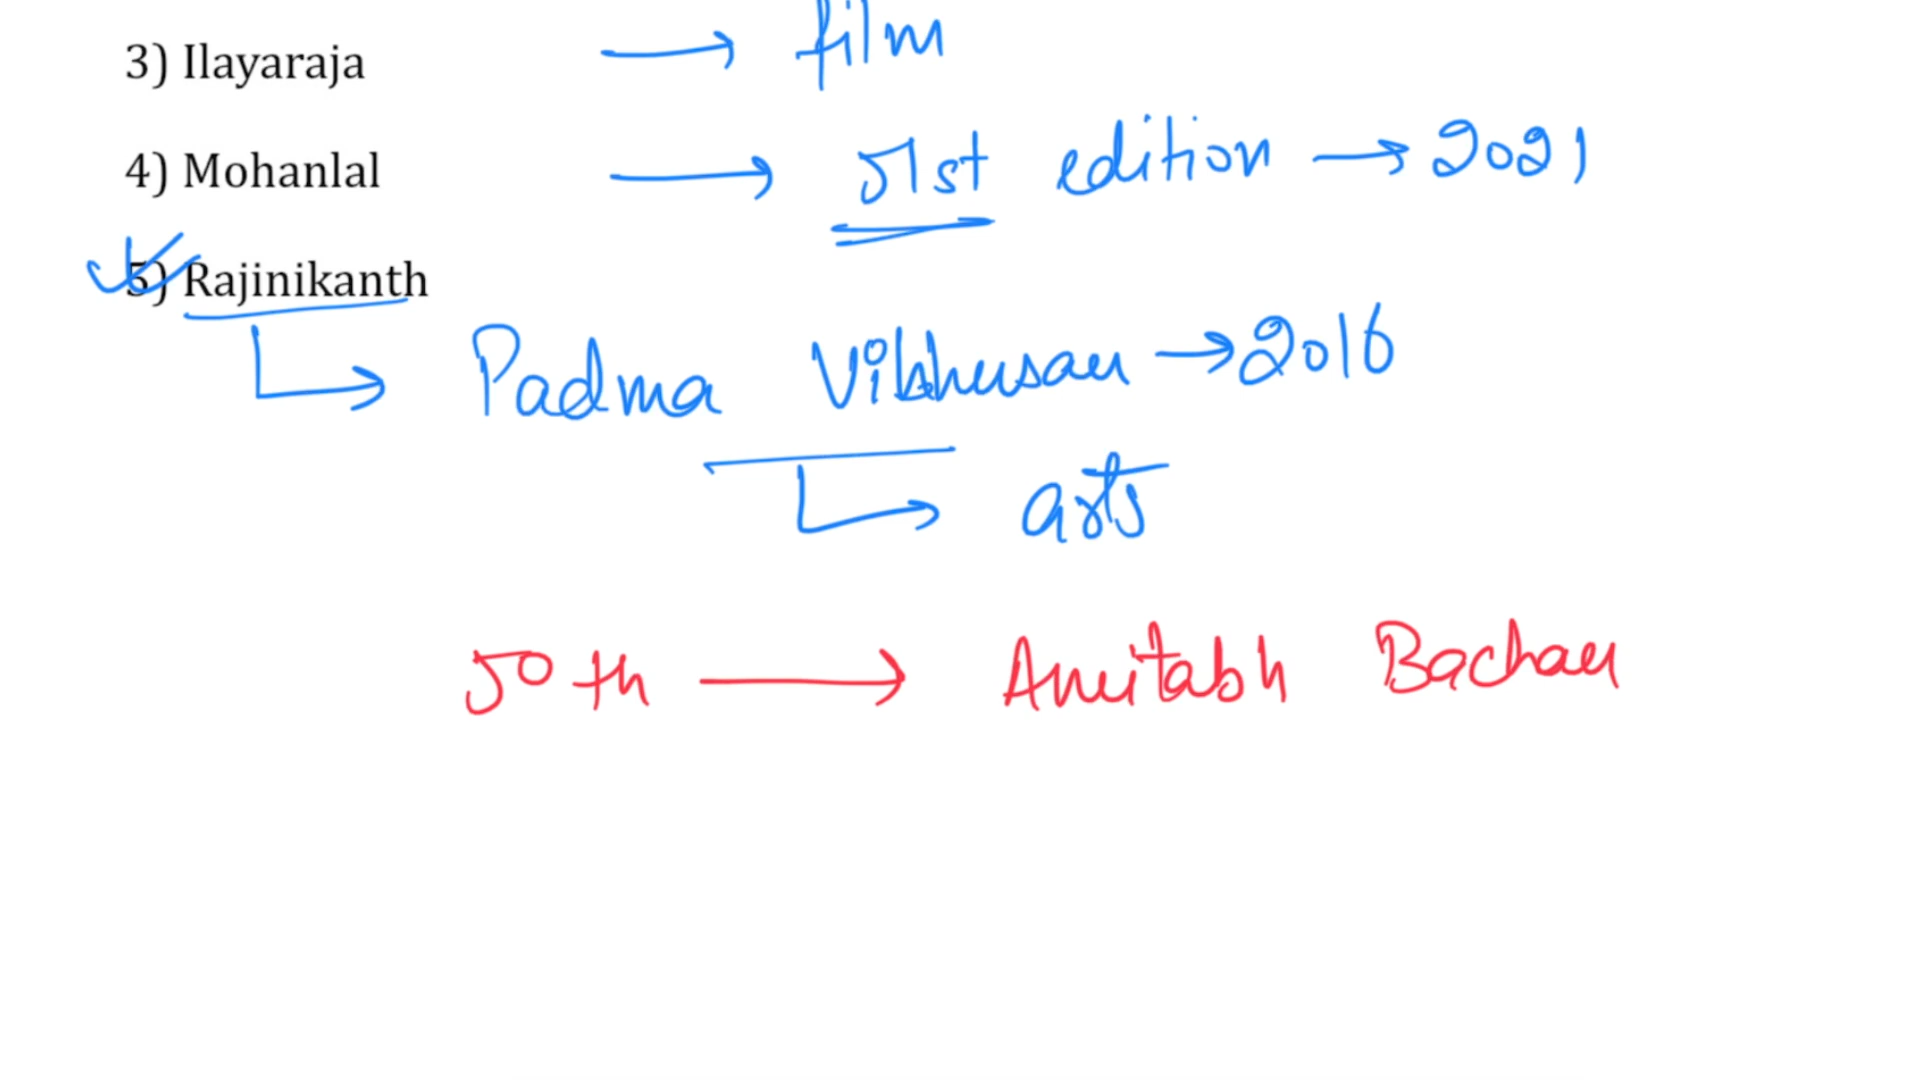 3) Ilayaraja → film
4) Mohanlal → 51st edition → 2021
5) Rajinikanth
Padma Vibhusan → 2016
arts
50th → Amitabh Bachan